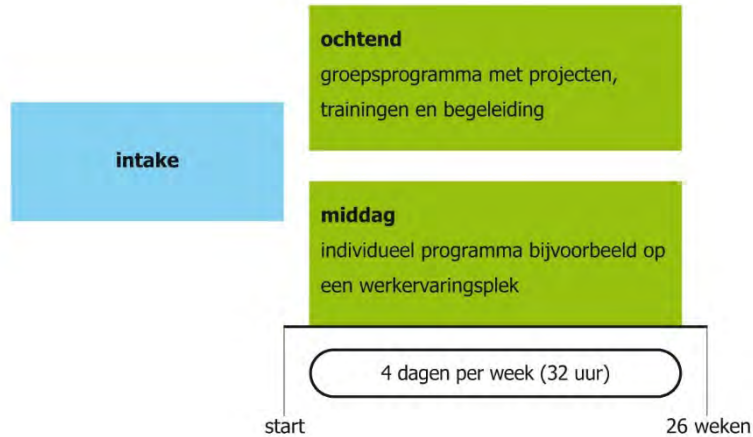 intake
ochtend
groepsprogramma met projecten,
trainingen en begeleiding
middag
individueel programma bijvoorbeeld op
een werkervaringsplek
4 dagen per week (32 uur)
start
26 weken